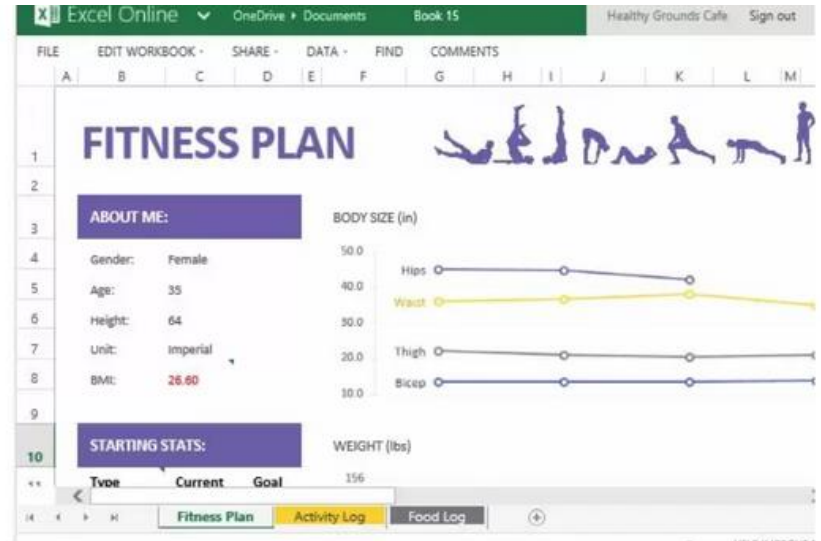 Excel Online OneDrive ▸ Documents Book 15 Healthy Grounds Cafe Sign out
FILE EDIT WORKBOOK SHARE DATA FIND COMMENTS
A B C D E F G H I J K L M
1 FITNESS PLAN
2
3 ABOUT ME: BODY SIZE (in)
50.0
4 Gender: Female
Hips
5 Age: 35 40.0
Waist
6 Height: 64 30.0
7 Unit: Imperial 20.0 Thigh
8 BMI: 26.60 Bicep
10.0
9
10 STARTING STATS: WEIGHT (lbs)
Type Current Goal 156
Fitness Plan Activity Log Food Log